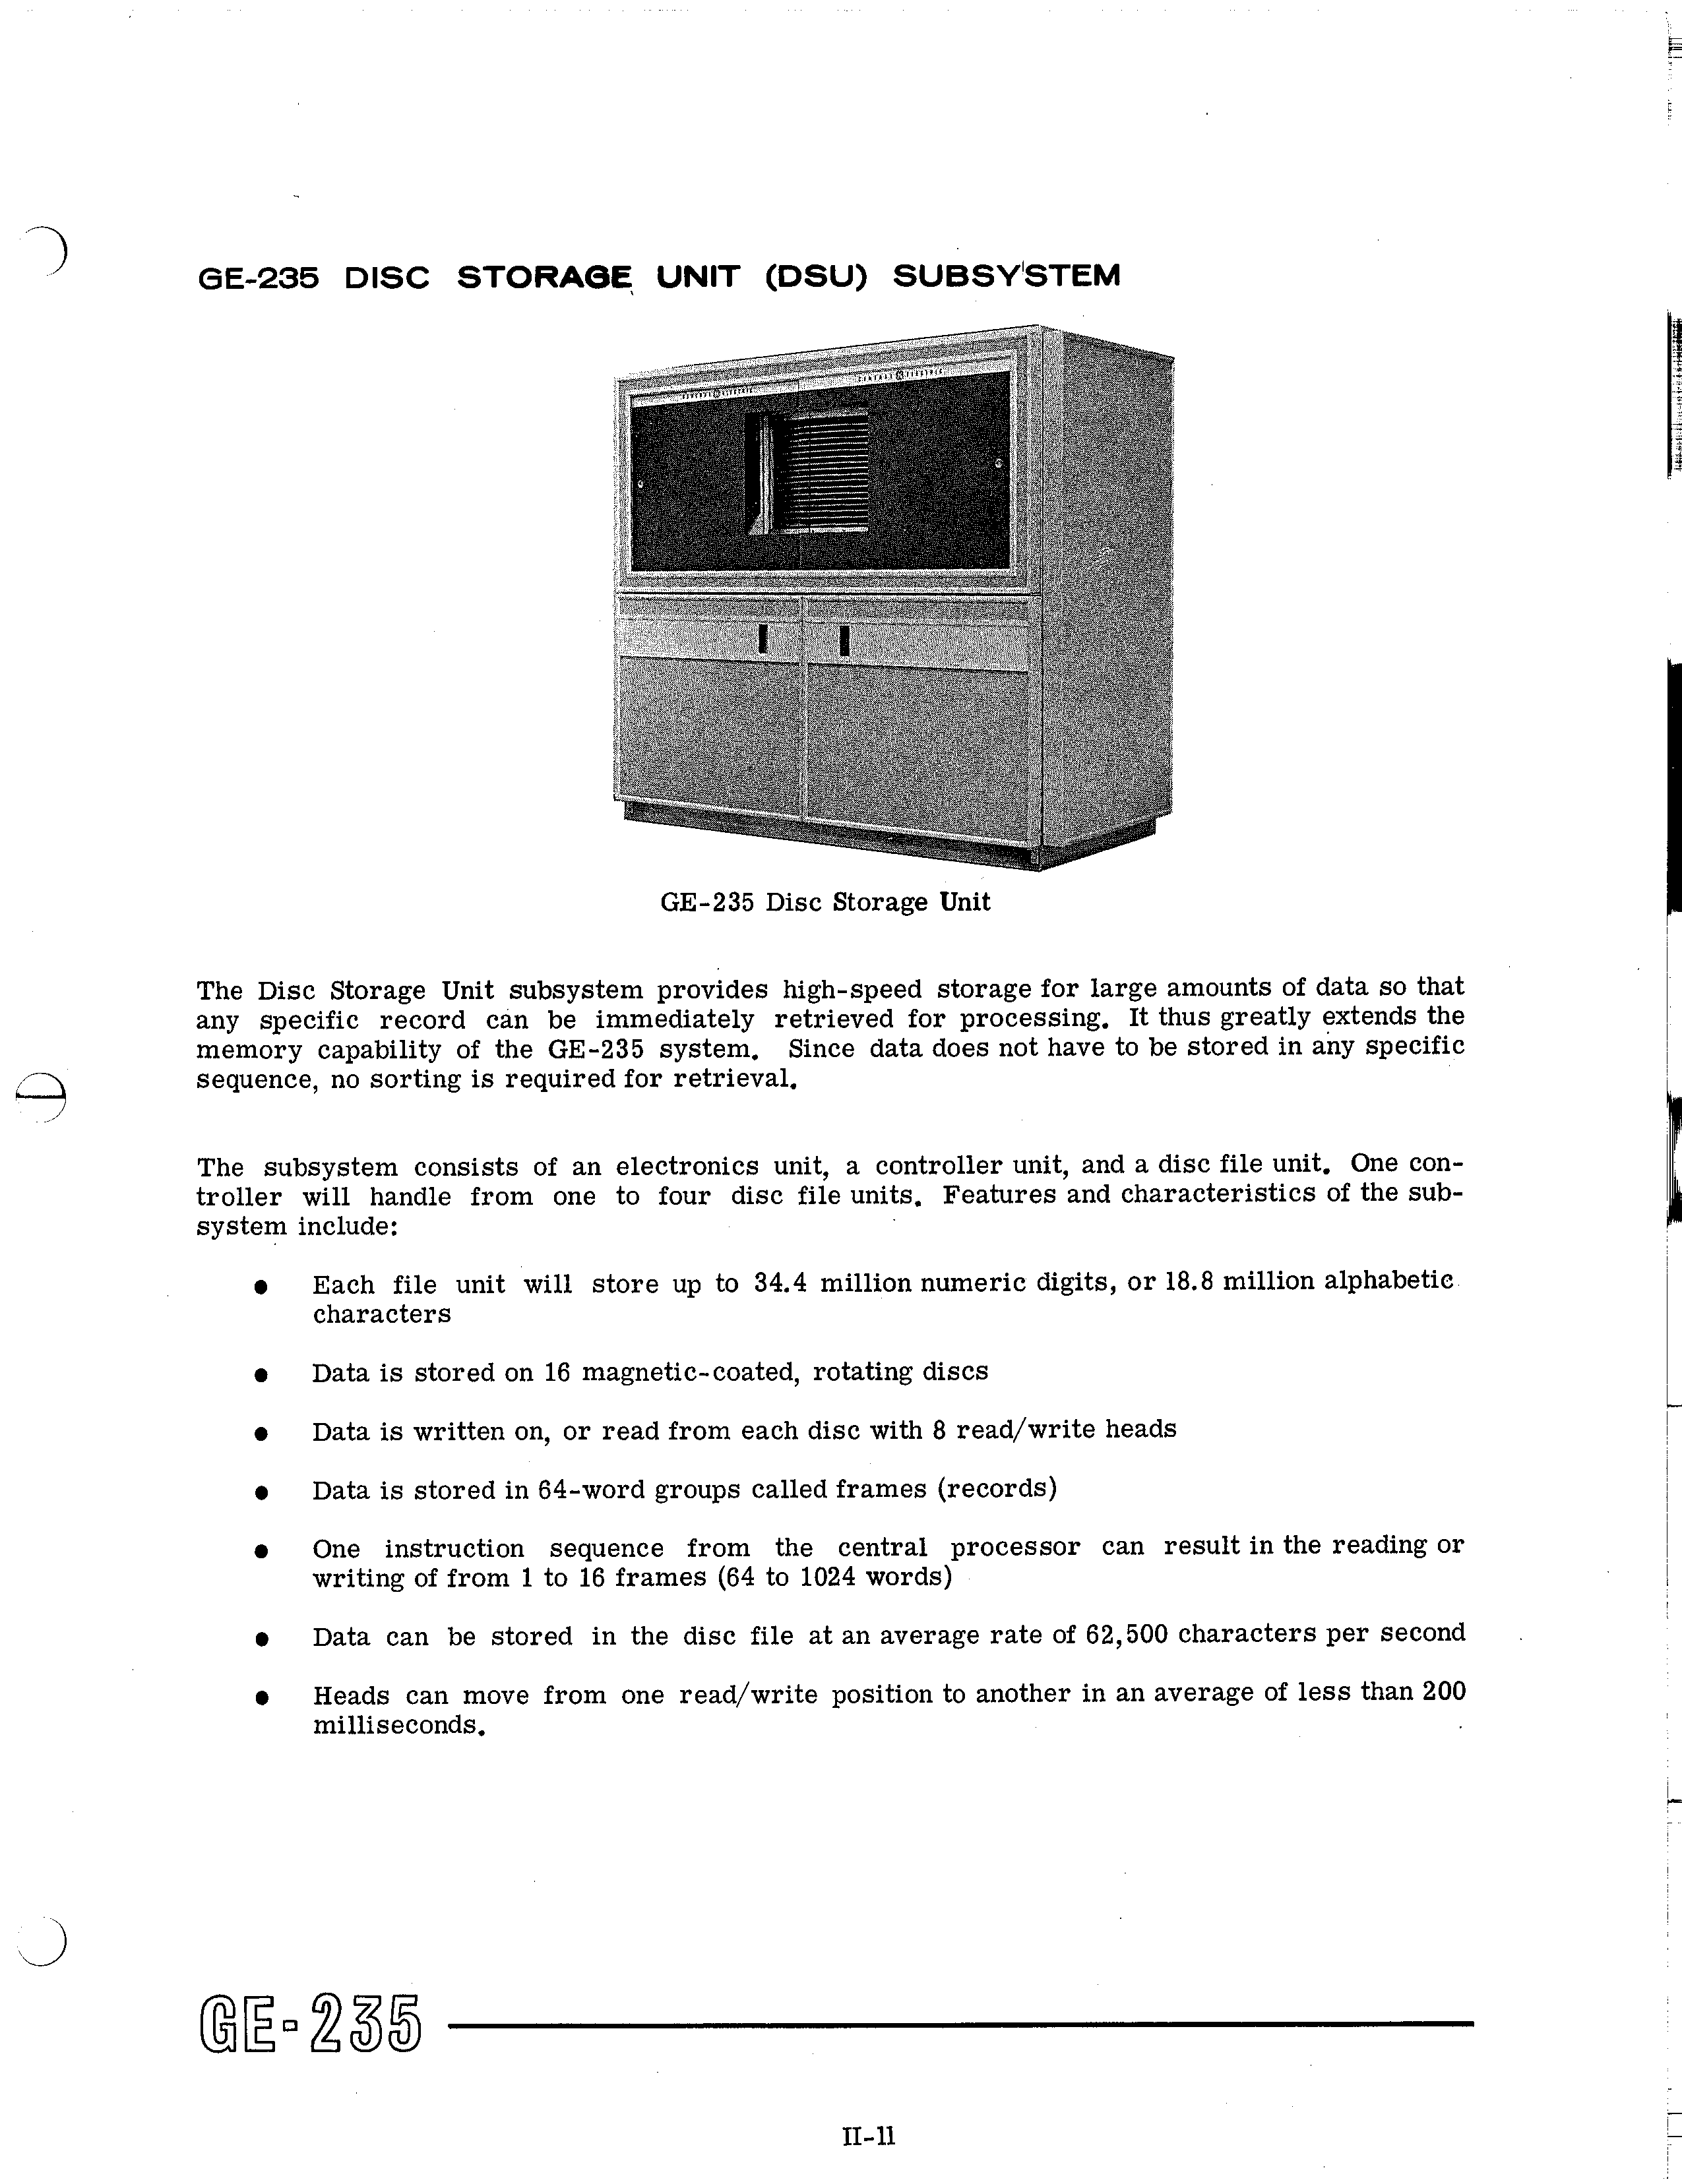 GE-235 DISC STORAGE UNIT (DSU) SUBSYSTEM
GENERAL ELECTRIC GENERAL ELECTRIC
GE-235 Disc Storage Unit
The Disc Storage Unit subsystem provides high-speed storage for large amounts of data so that
any specific record can be immediately retrieved for processing. It thus greatly extends the
memory capability of the GE-235 system. Since data does not have to be stored in any specific
sequence, no sorting is required for retrieval.
The subsystem consists of an electronics unit, a controller unit, and a disc file unit. One con-
troller will handle from one to four disc file units. Features and characteristics of the sub-
system include:
● Each file unit will store up to 34.4 million numeric digits, or 18.8 million alphabetic
characters
● Data is stored on 16 magnetic-coated, rotating discs
● Data is written on, or read from each disc with 8 read/write heads
● Data is stored in 64-word groups called frames (records)
● One instruction sequence from the central processor can result in the reading or
writing of from 1 to 16 frames (64 to 1024 words)
● Data can be stored in the disc file at an average rate of 62,500 characters per second
● Heads can move from one read/write position to another in an average of less than 200
milliseconds.
GE-235
II-11